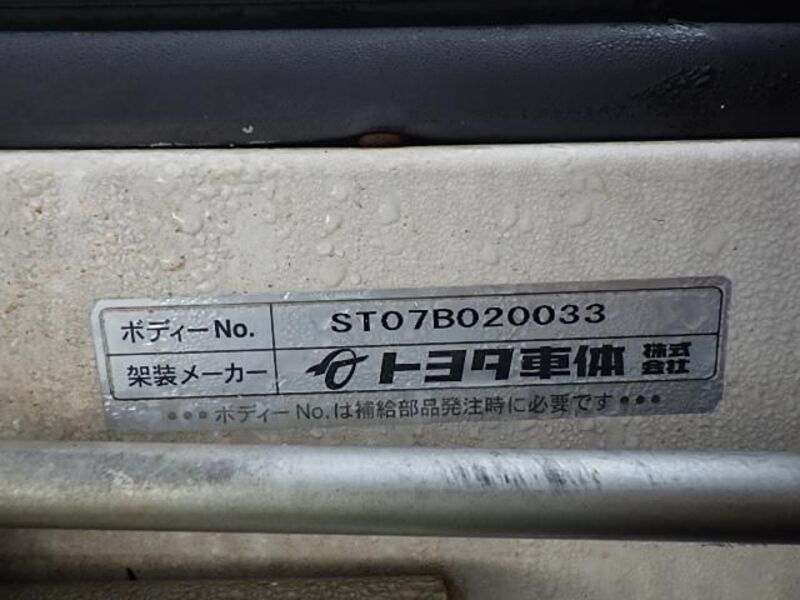 ボディーNo. ST07B020033
架装メーカー トヨタ車体 株式会社
•••ボディーNo.は補給部品発注時に必要です•••